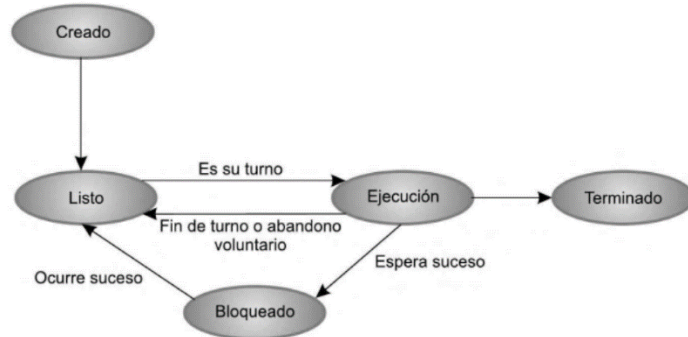 Creado
Es su turno
Listo
Ejecución
Terminado
Fin de turno o abandono
voluntario
Espera suceso
Ocurre suceso
Bloqueado